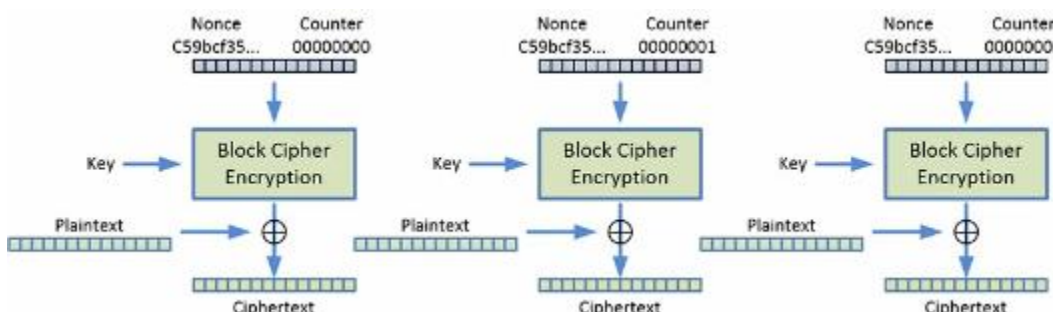 Nonce Counter Nonce Counter Nonce Counter
C59bcf35... 00000000 C59bcf35... 00000001 C59bcf35... 0000000
Key Block Cipher Encryption Key Block Cipher Encryption Key Block Cipher Encryption
Plaintext Plaintext Plaintext
Ciphertext Ciphertext Ciphertext